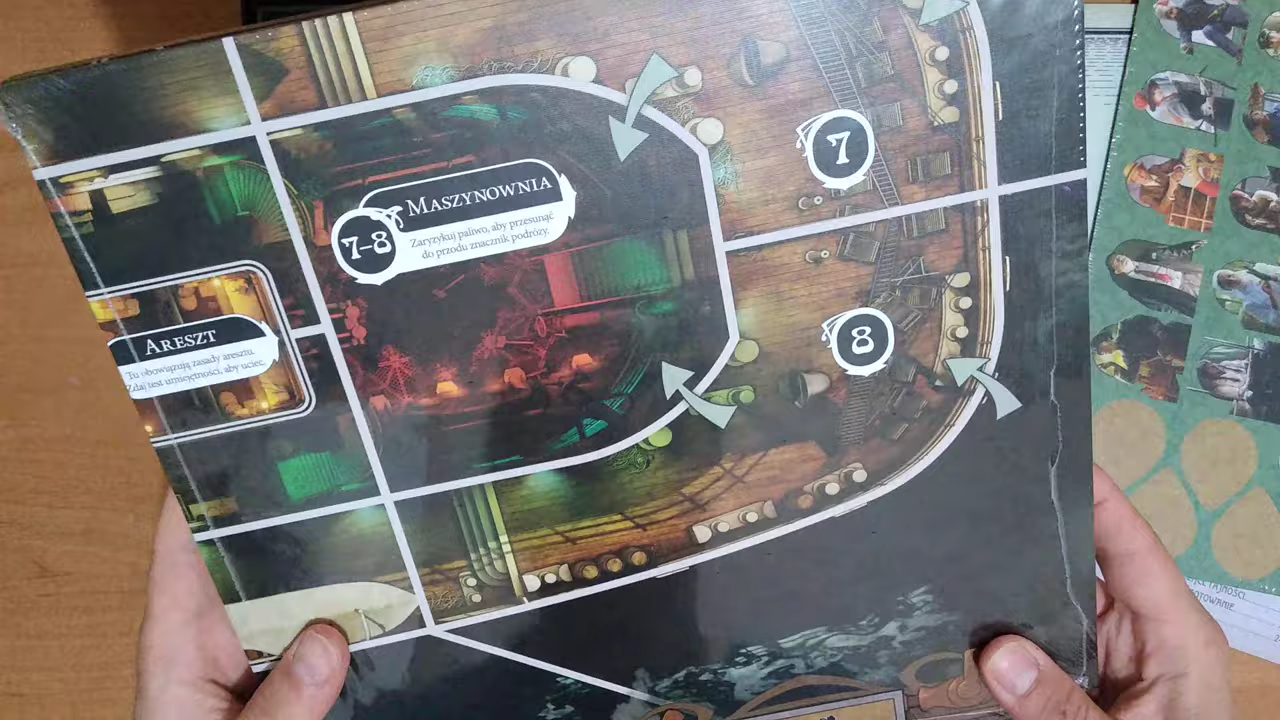 7
MASZYNOWNIA
7–8
Zaryzykuj paliwo, aby przesunąć
do przodu znacznik podróży.
8
ARESZT
Tu obowiązują zasady aresztu.
Zdaj test umiejętności, aby uciec.